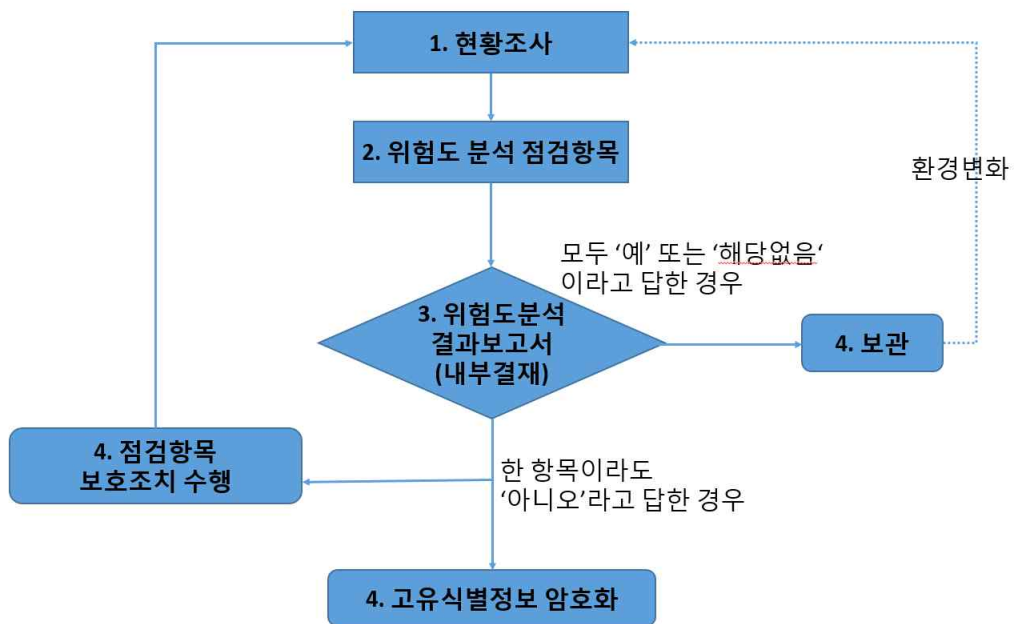 1. 현황조사
2. 위험도 분석 점검항목
환경변화
모두 ‘예’ 또는 ‘해당없음‘
이라고 답한 경우
3. 위험도분석
결과보고서
(내부결재)
4. 보관
4. 점검항목
보호조치 수행
한 항목이라도
‘아니오’라고 답한 경우
4. 고유식별정보 암호화